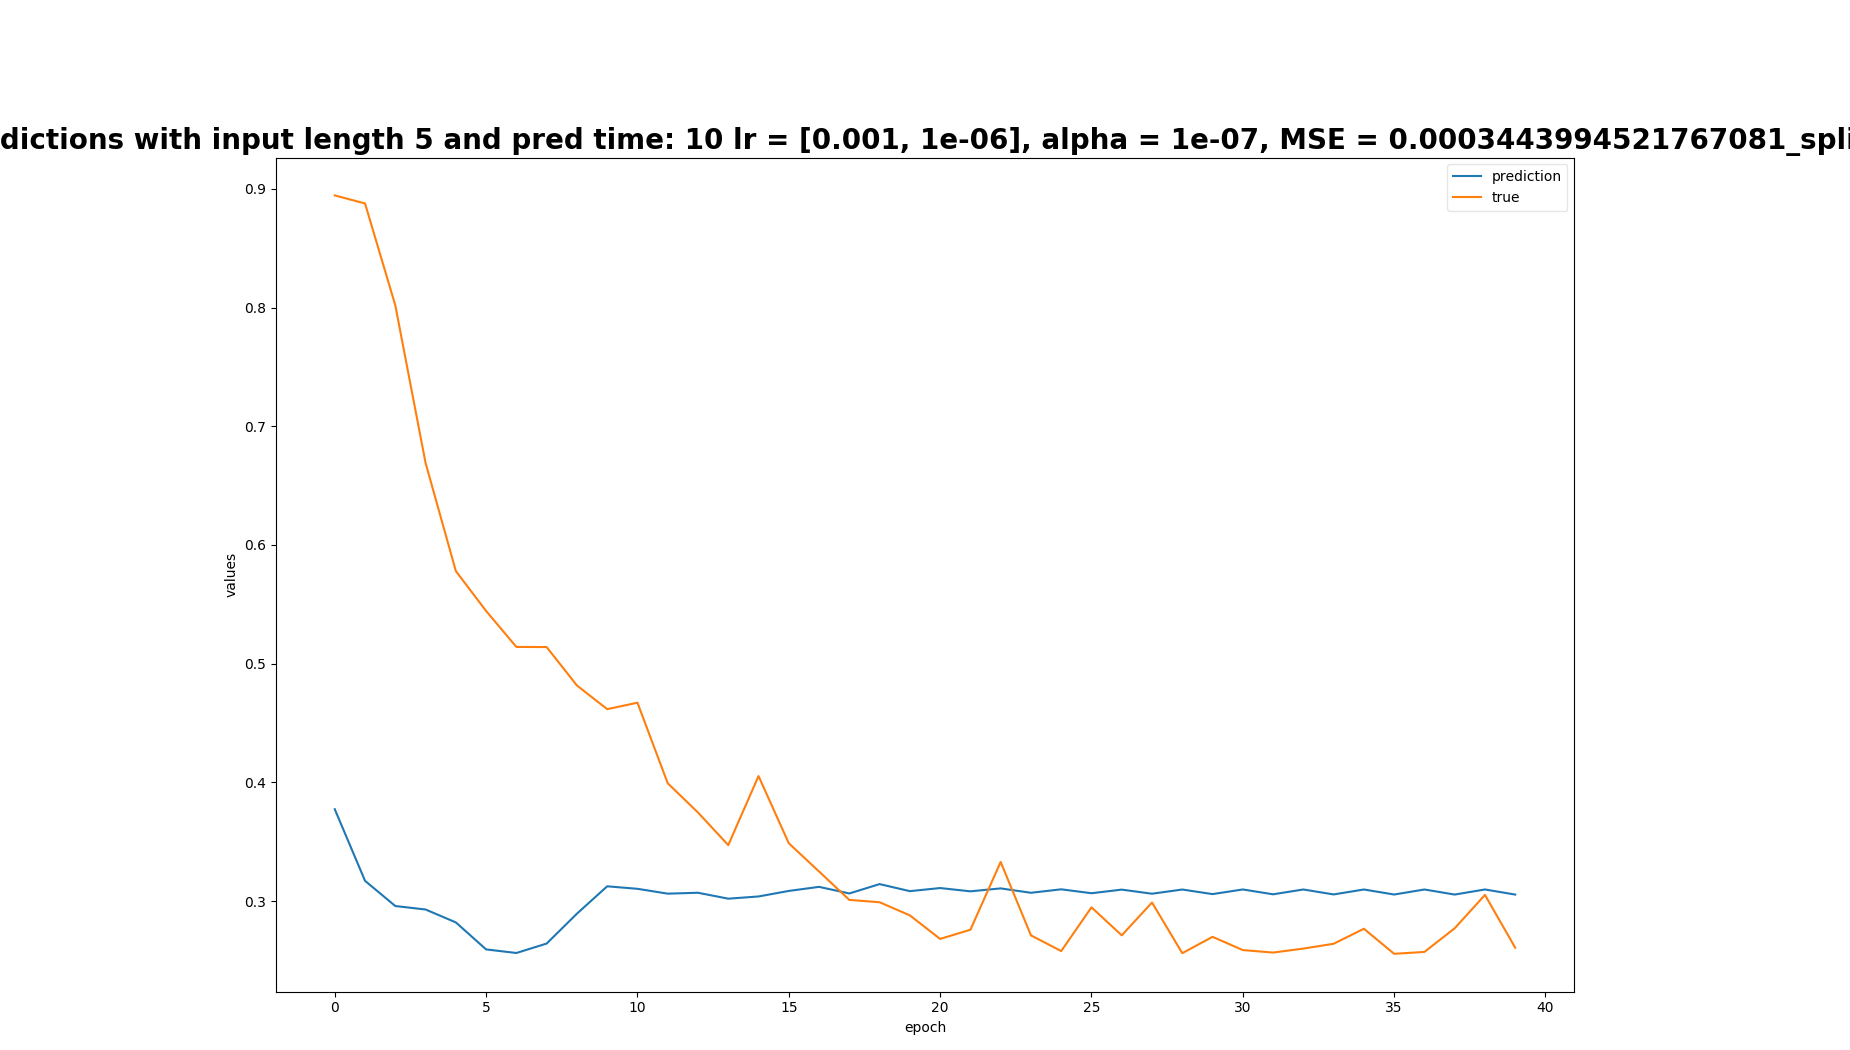 dictions with input length 5 and pred time: 10 lr = [0.001, 1e-06], alpha = 1e-07, MSE = 0.0003443994521767081_spli
prediction
true
0.9
0.8
0.7
0.6
0.5
0.4
0.3
values
0 5 10 15 20 25 30 35 40
epoch